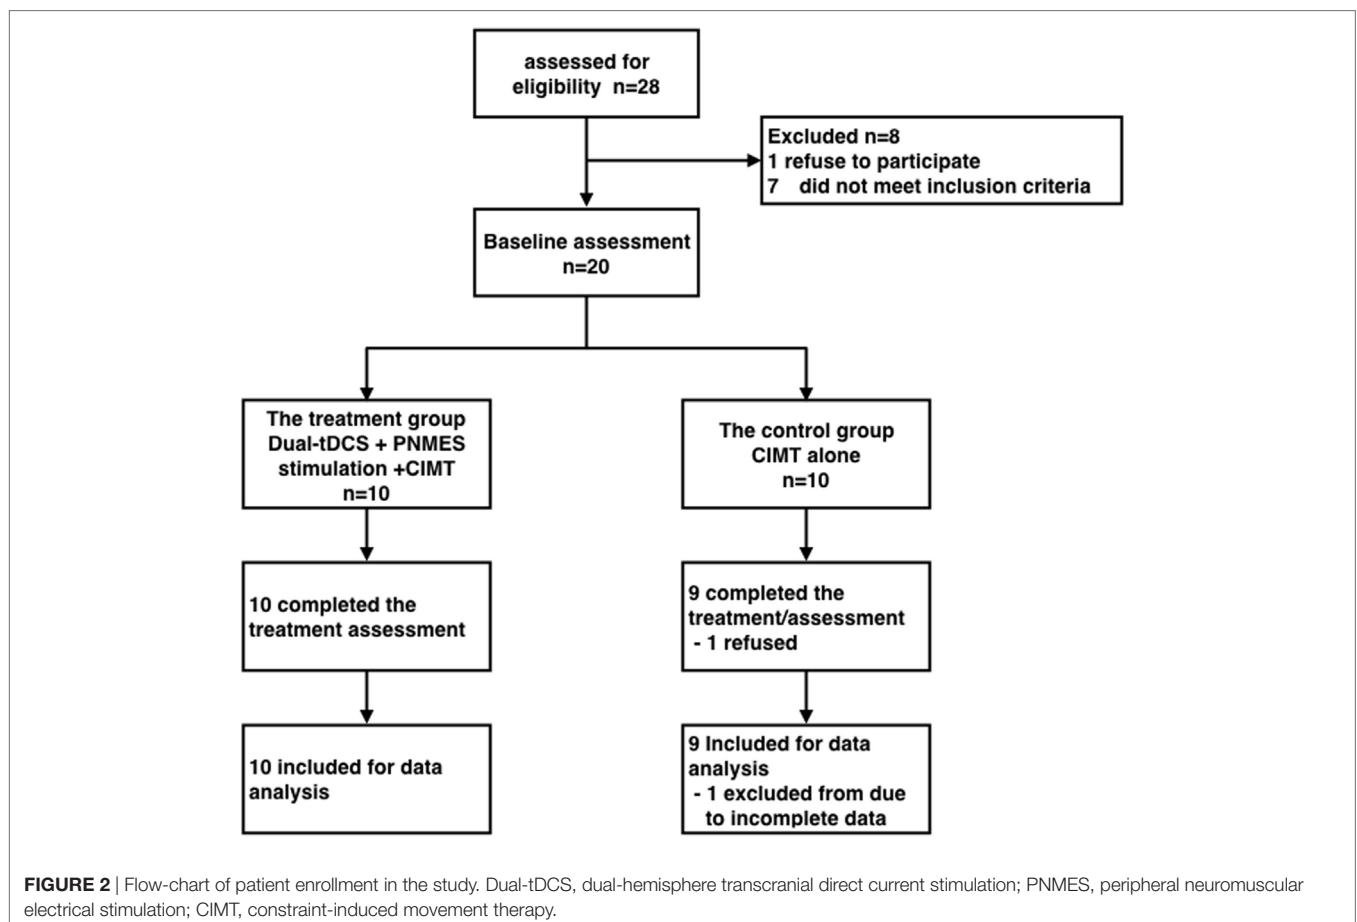 assessed for
eligibility n=28
Excluded n=8
1 refuse to participate
7 did not meet inclusion criteria
Baseline assessment
n=20
The treatment group
Dual-tDCS + PNMES
stimulation +CIMT
n=10
The control group
CIMT alone
n=10
10 completed the
treatment assessment
9 completed the
treatment/assessment
- 1 refused
10 included for data
analysis
9 Included for data
analysis
- 1 excluded from due
to incomplete data
FIGURE 2 | Flow-chart of patient enrollment in the study. Dual-tDCS, dual-hemisphere transcranial direct current stimulation; PNMES, peripheral neuromuscular
electrical stimulation; CIMT, constraint-induced movement therapy.